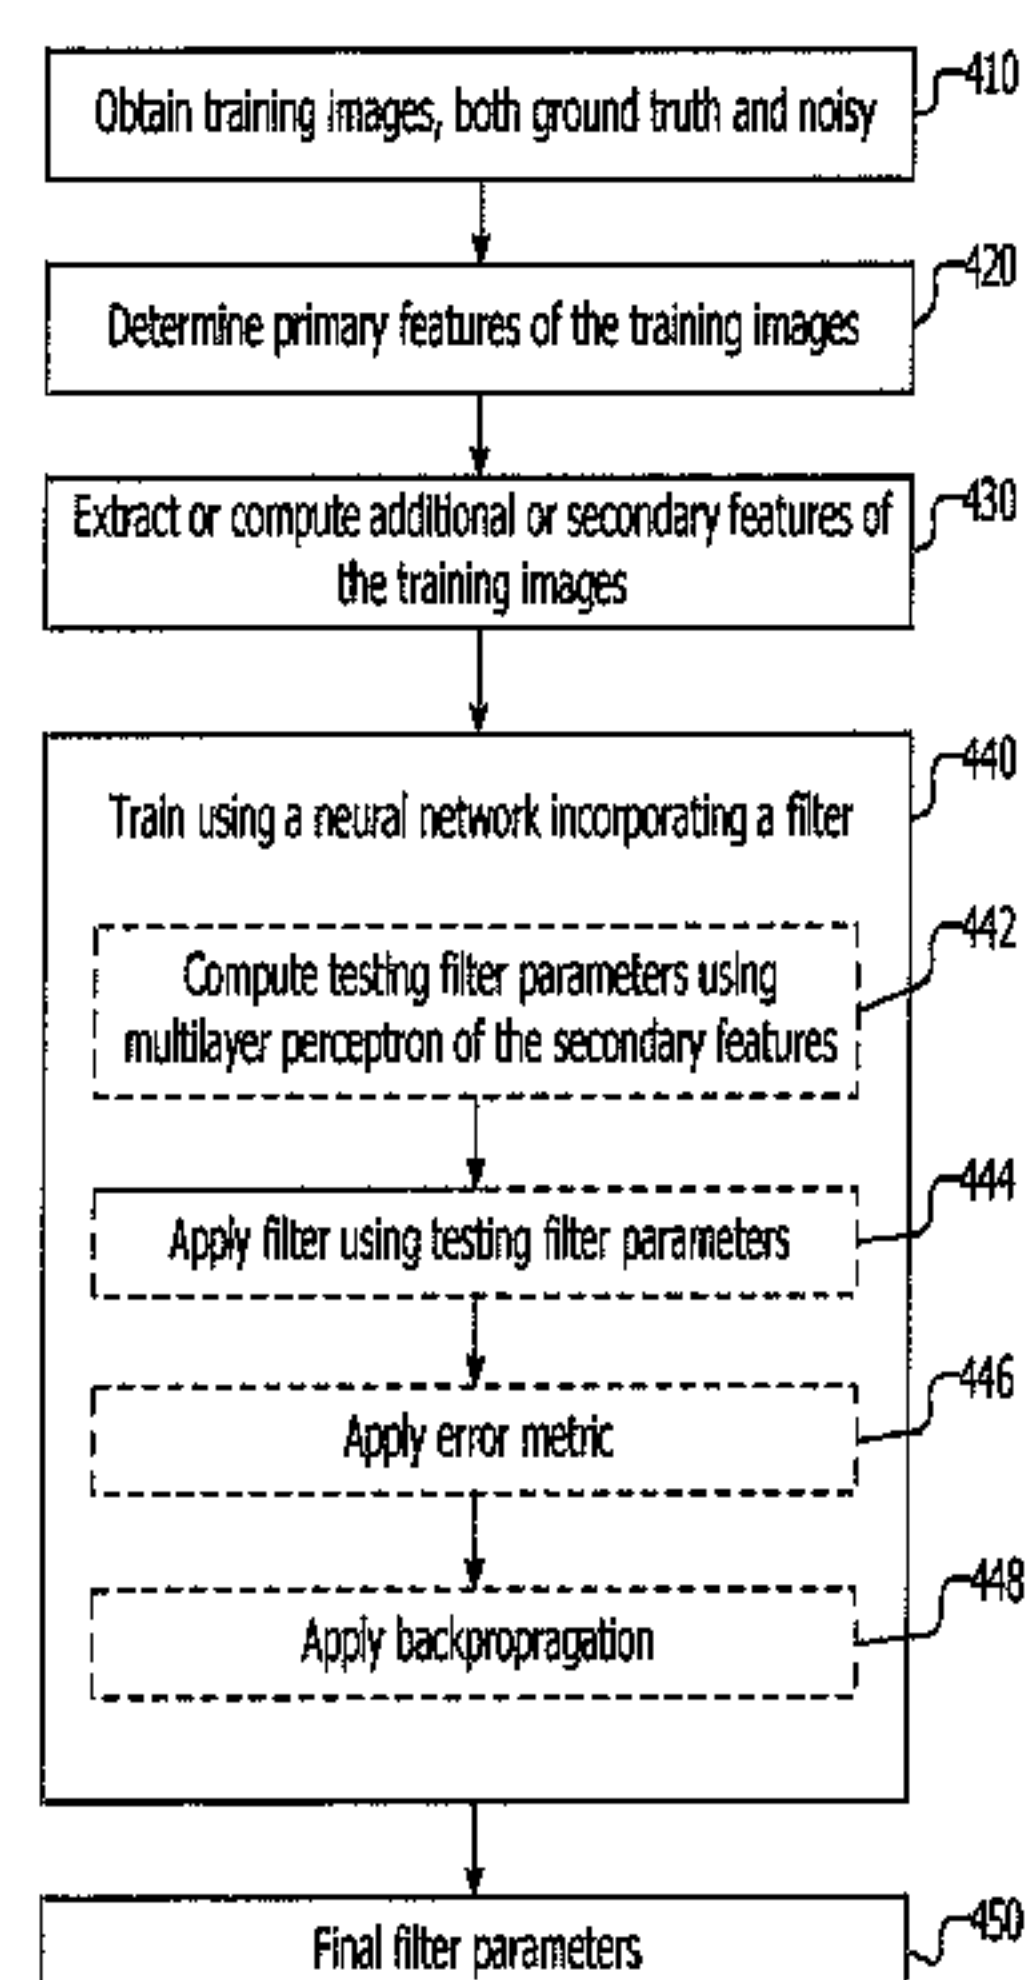 Obtain training images, both ground truth and noisy
410
Determine primary features of the training images
420
Extract or compute additional or secondary features of
the training images
430
Train using a neural network incorporating a filter
440
Compute testing filter parameters using
multilayer perceptron of the secondary features
442
Apply filter using testing filter parameters
444
Apply error metric
446
Apply backpropragation
448
Final filter parameters
450